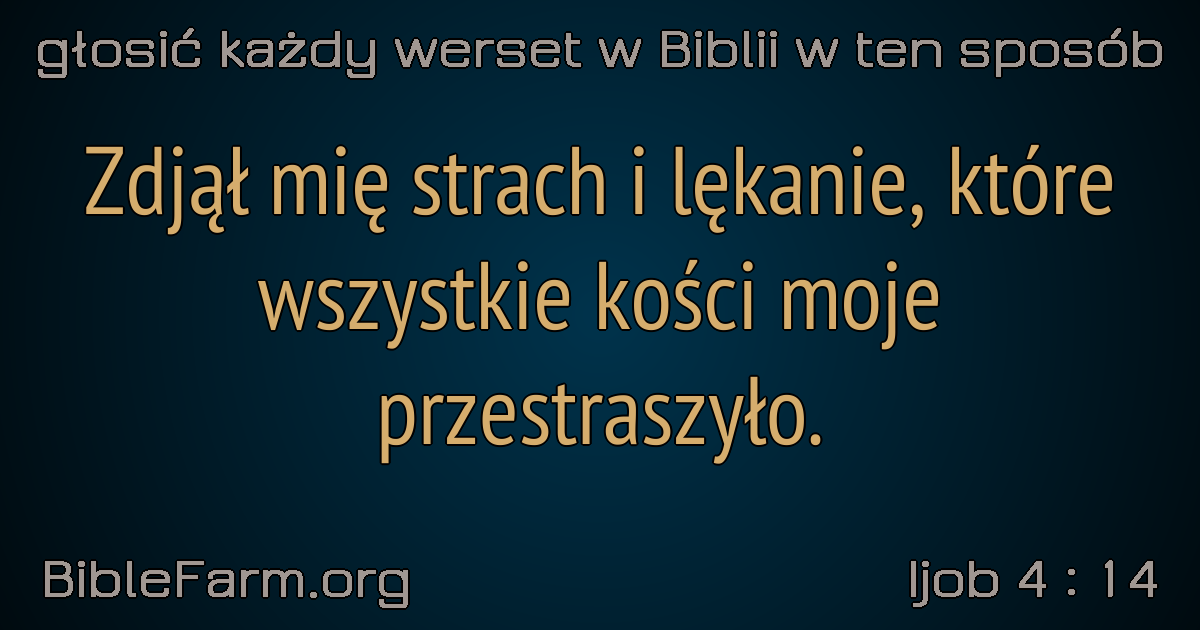 głosić każdy werset w Biblii w ten sposób
Zdjął mię strach i lękanie, które
wszystkie kości moje
przestraszyło.
BibleFarm.org
Ijob 4 : 14